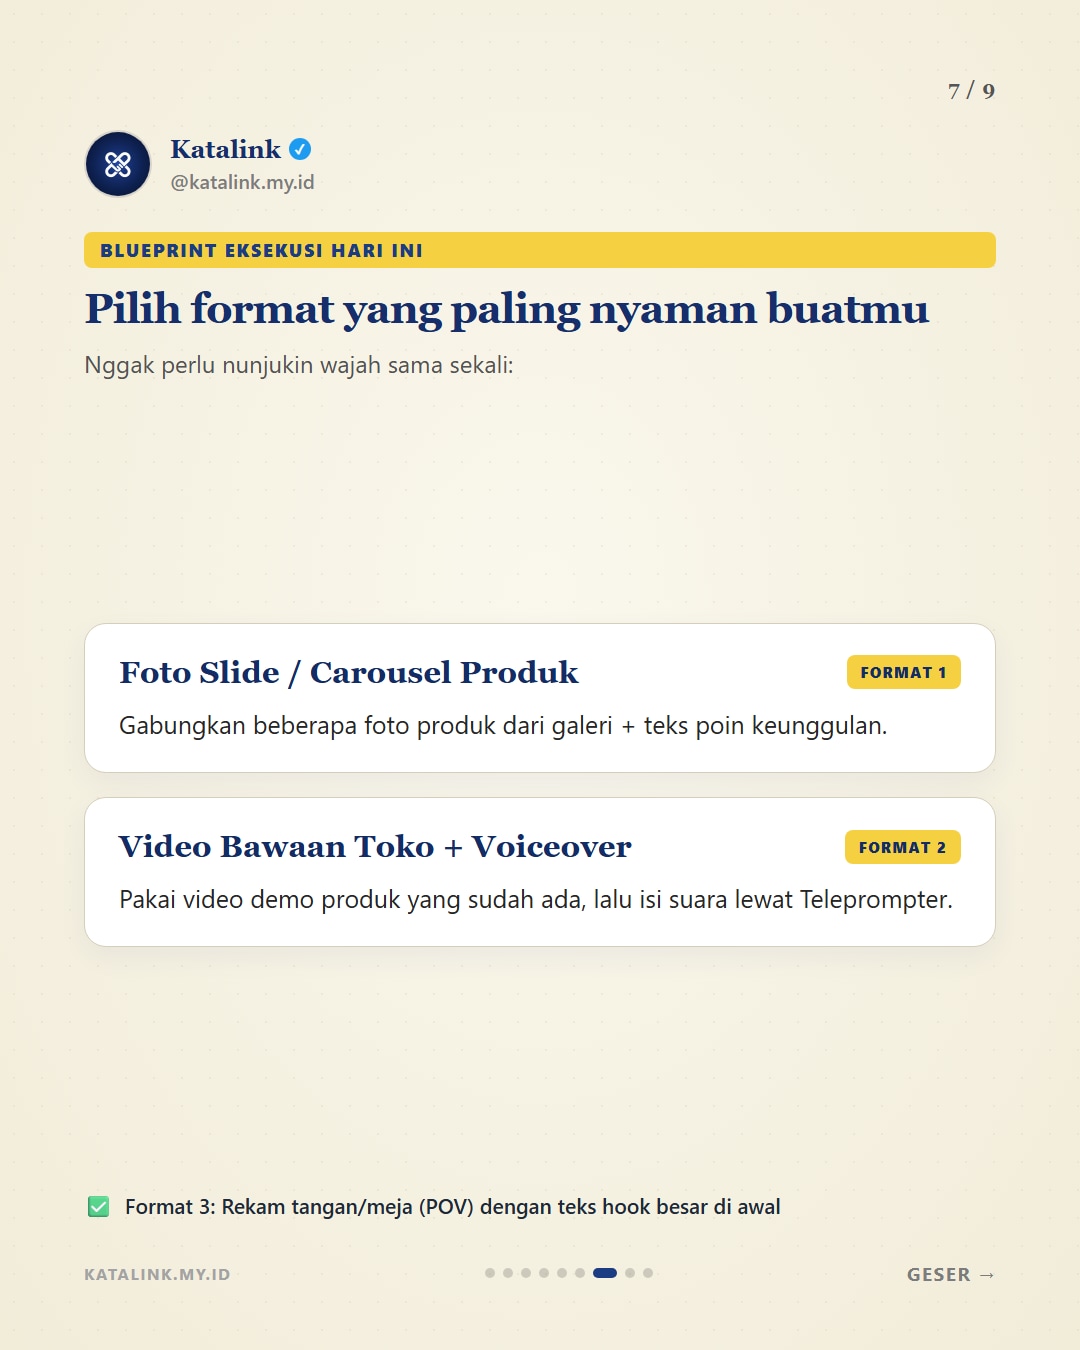 7 / 9
Katalink
@katalink.my.id
BLUEPRINT EKSEKUSI HARI INI
Pilih format yang paling nyaman buatmu
Nggak perlu nunjukin wajah sama sekali:
Foto Slide / Carousel Produk
FORMAT 1
Gabungkan beberapa foto produk dari galeri + teks poin keunggulan.
Video Bawaan Toko + Voiceover
FORMAT 2
Pakai video demo produk yang sudah ada, lalu isi suara lewat Teleprompter.
✅ Format 3: Rekam tangan/meja (POV) dengan teks hook besar di awal
KATALINK.MY.ID
GESER →